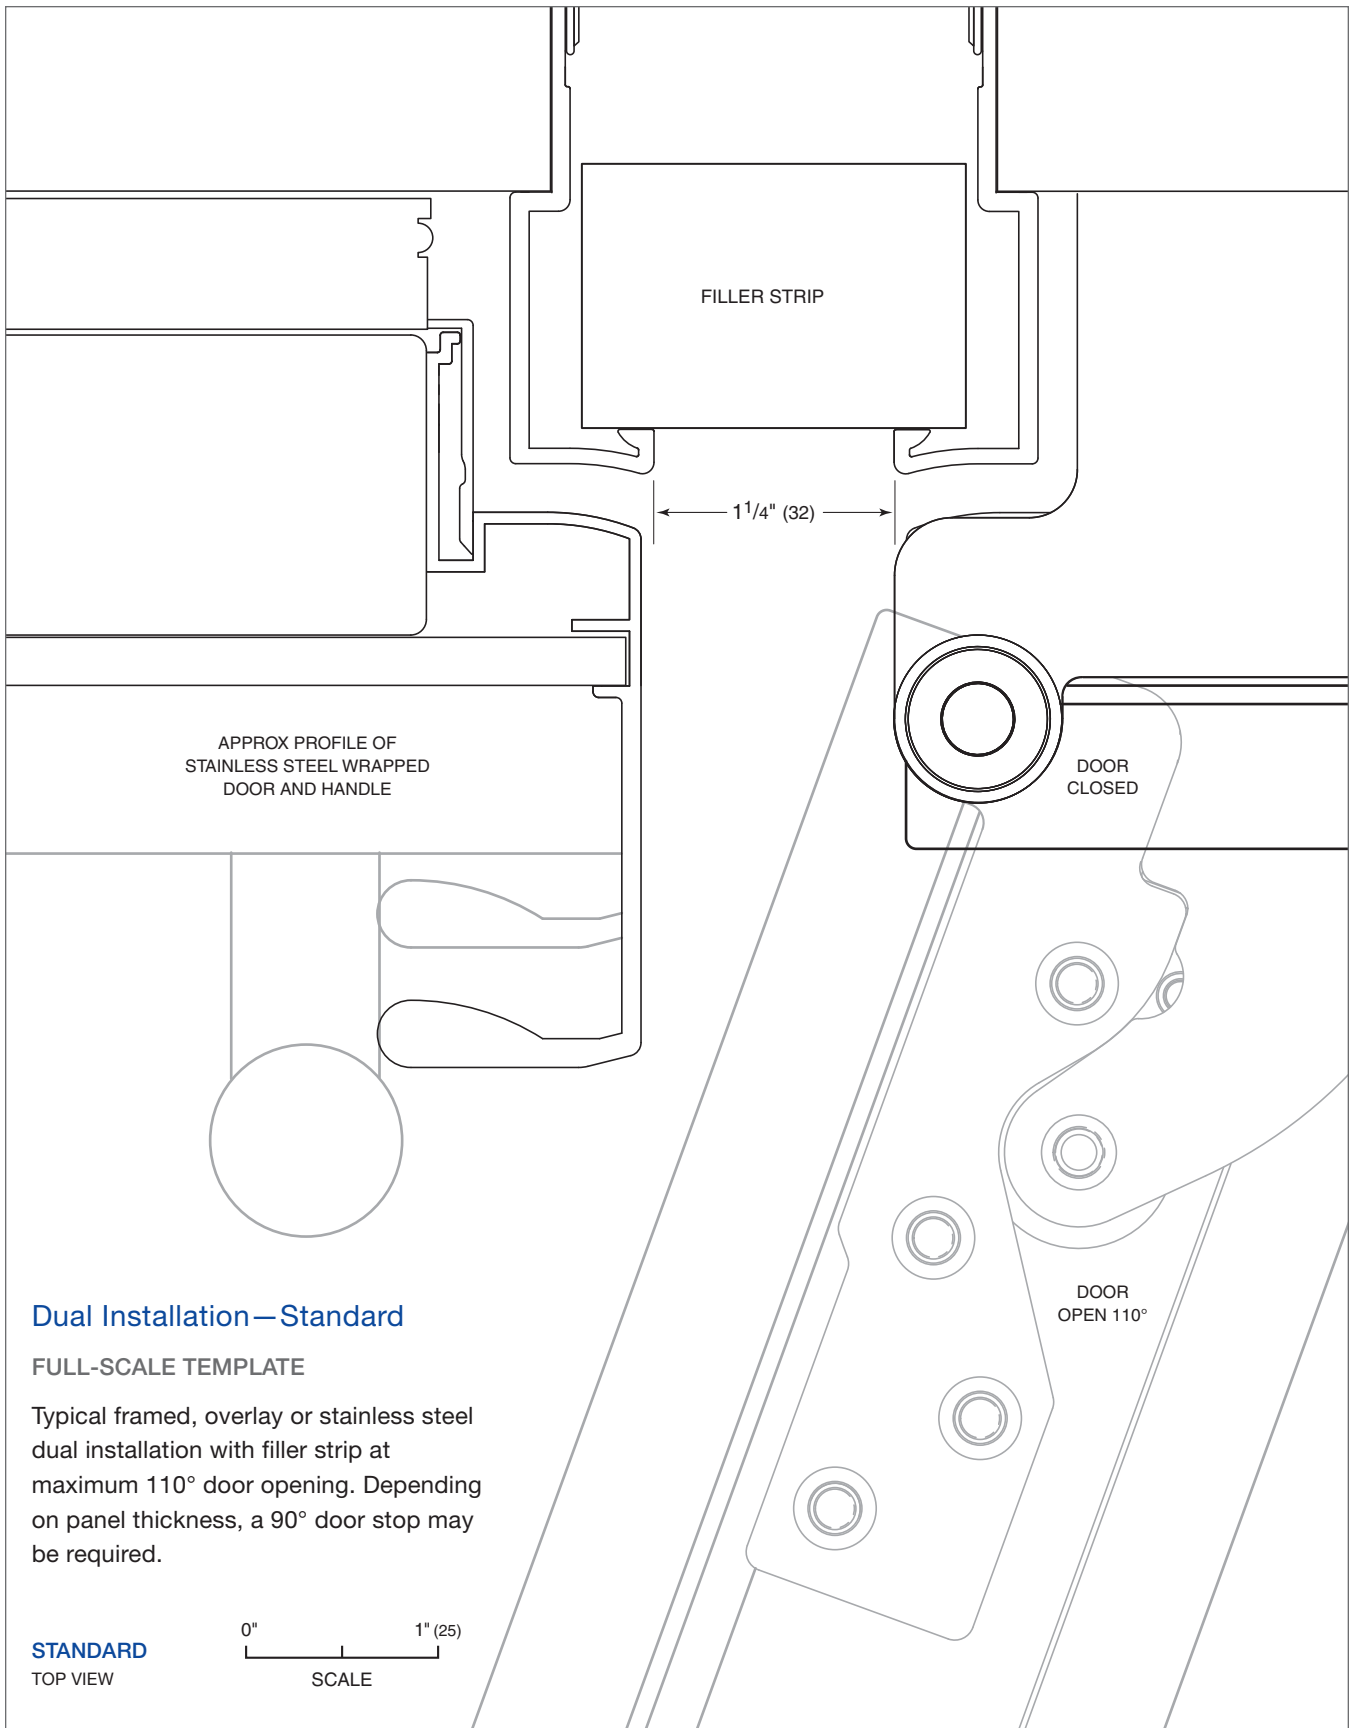 FILLER STRIP
1 1/4" (32)
APPROX PROFILE OF
STAINLESS STEEL WRAPPED
DOOR AND HANDLE
DOOR
CLOSED
DOOR
OPEN 110°
Dual Installation—Standard
FULL-SCALE TEMPLATE
Typical framed, overlay or stainless steel
dual installation with filler strip at
maximum 110° door opening. Depending
on panel thickness, a 90° door stop may
be required.
0" 1" (25)
SCALE
STANDARD
TOP VIEW